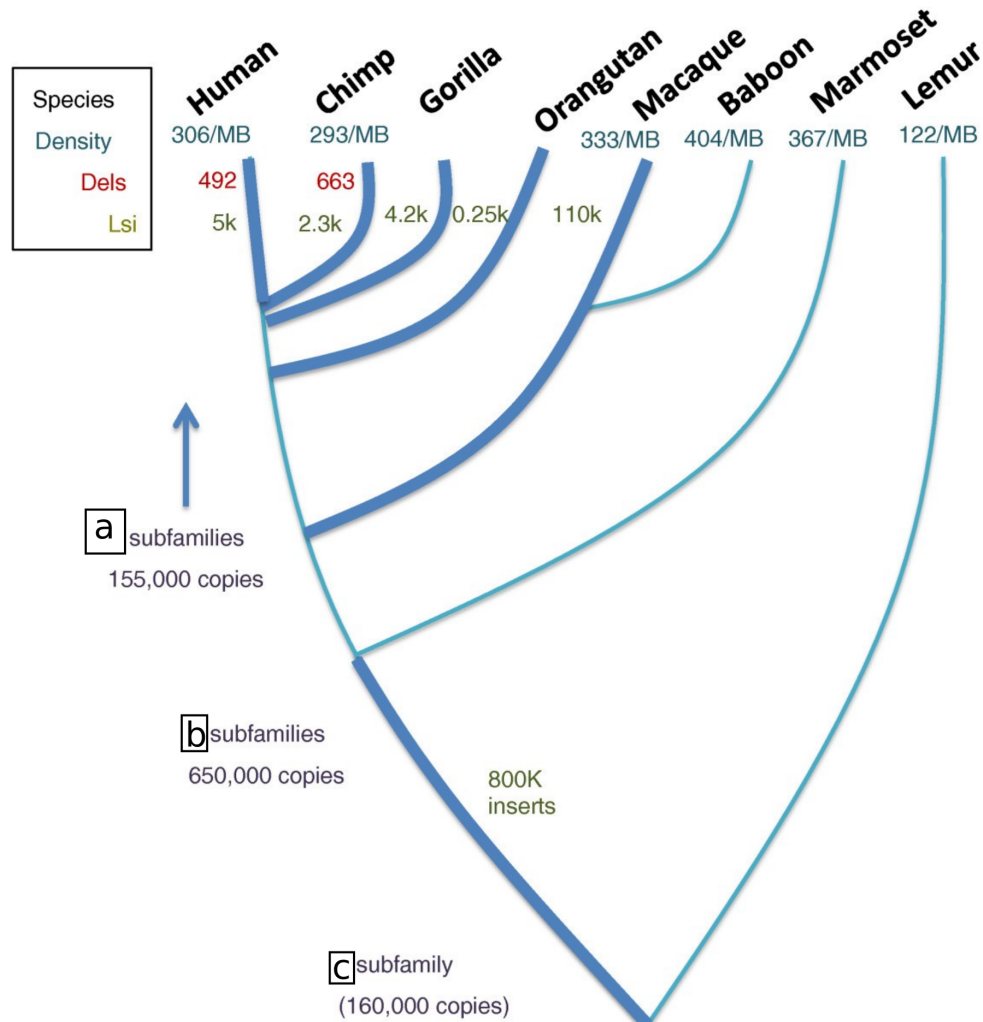 Human
Chimp
Gorilla
Orangutan
Macaque
Baboon
Marmoset
Lemur
Species
Density
Dels
Lsi
306/MB
293/MB
333/MB
404/MB
367/MB
122/MB
492
663
5k
2.3k
4.2k
0.25k
110k
a subfamilies
155,000 copies
b subfamilies
650,000 copies
800K
inserts
c subfamily
(160,000 copies)